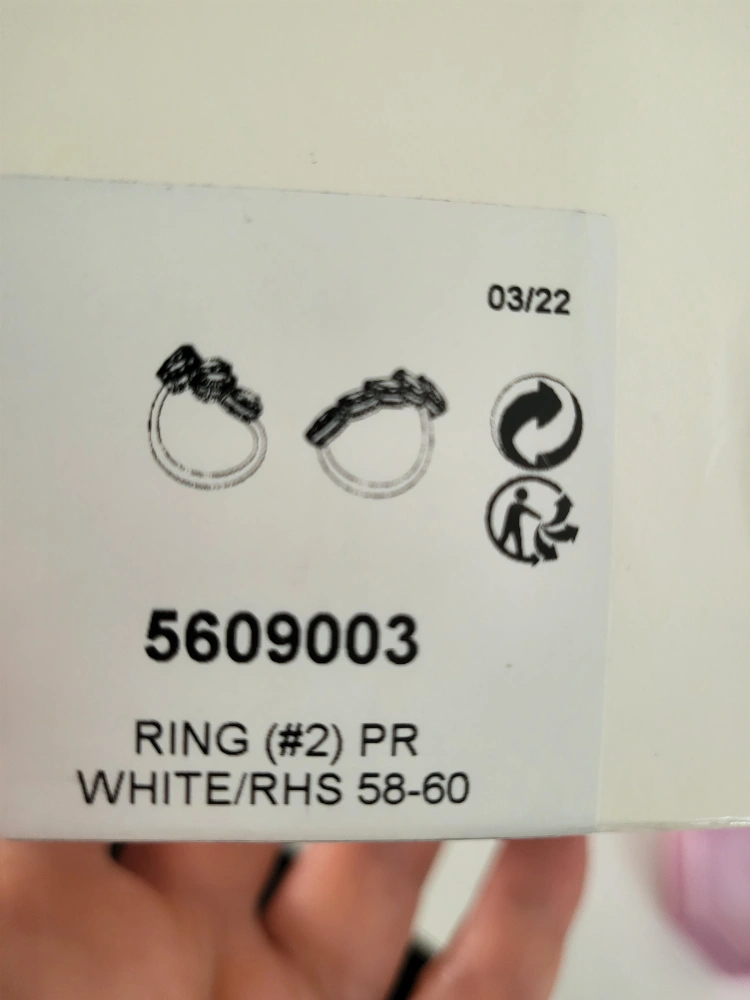 03/22
5609003
RING (#2) PR
WHITE/RHS 58-60